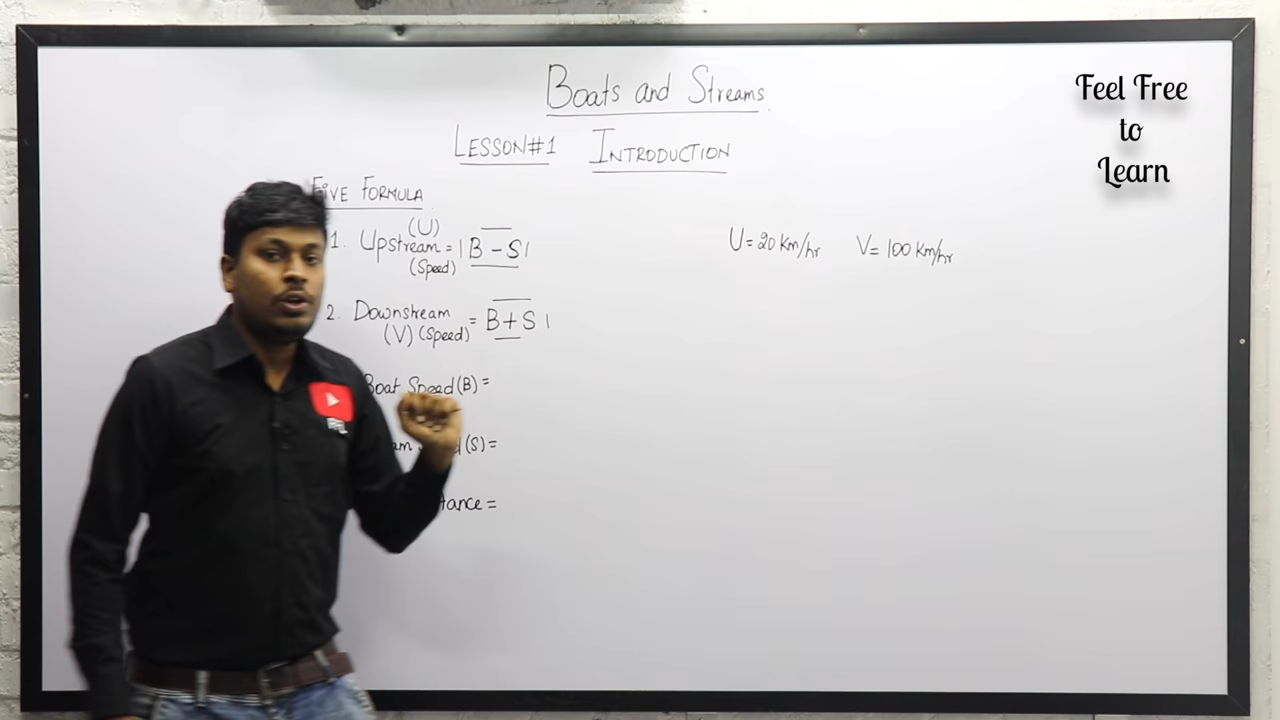 Boats and Streams.
LESSON#1 INTRODUCTION
FIVE FORMULA
(U)
1. Upstream = |B - S|
(Speed)
U= 20 km/hr V= 100 km/hr
2. Downstream = B+S |
(V) (Speed)
Boat Speed (B) =
(S) =
tance =
Feel Free
to
Learn